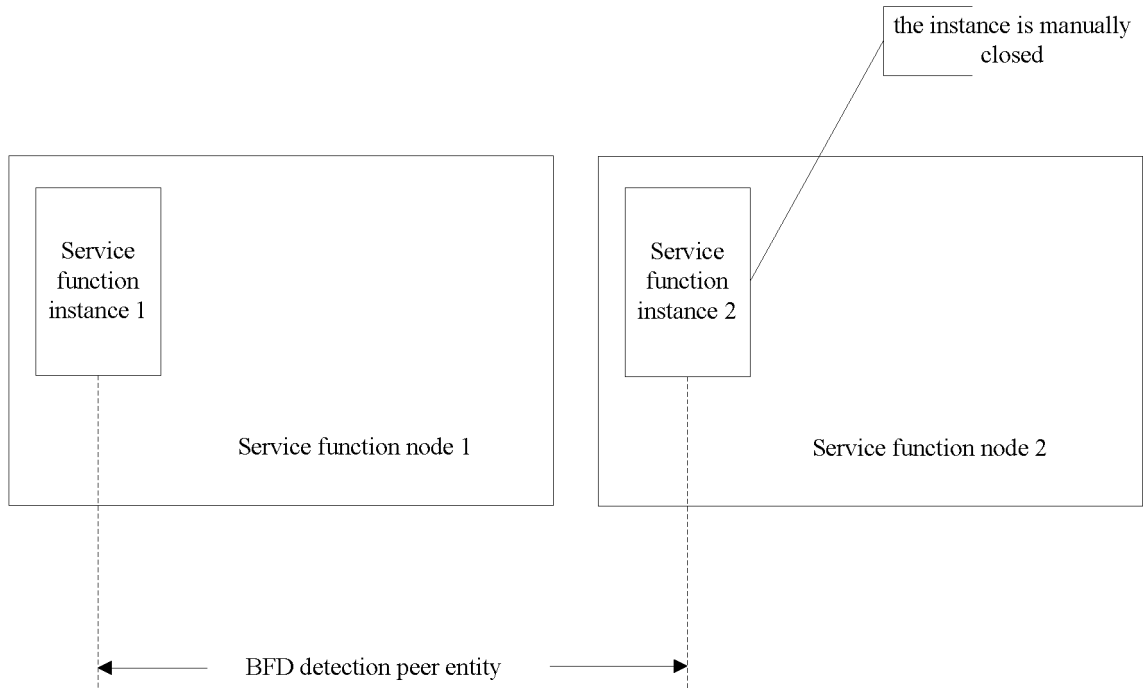 the instance is manually
closed
Service
function
instance 1
Service
function
instance 2
Service function node 1
Service function node 2
BFD detection peer entity